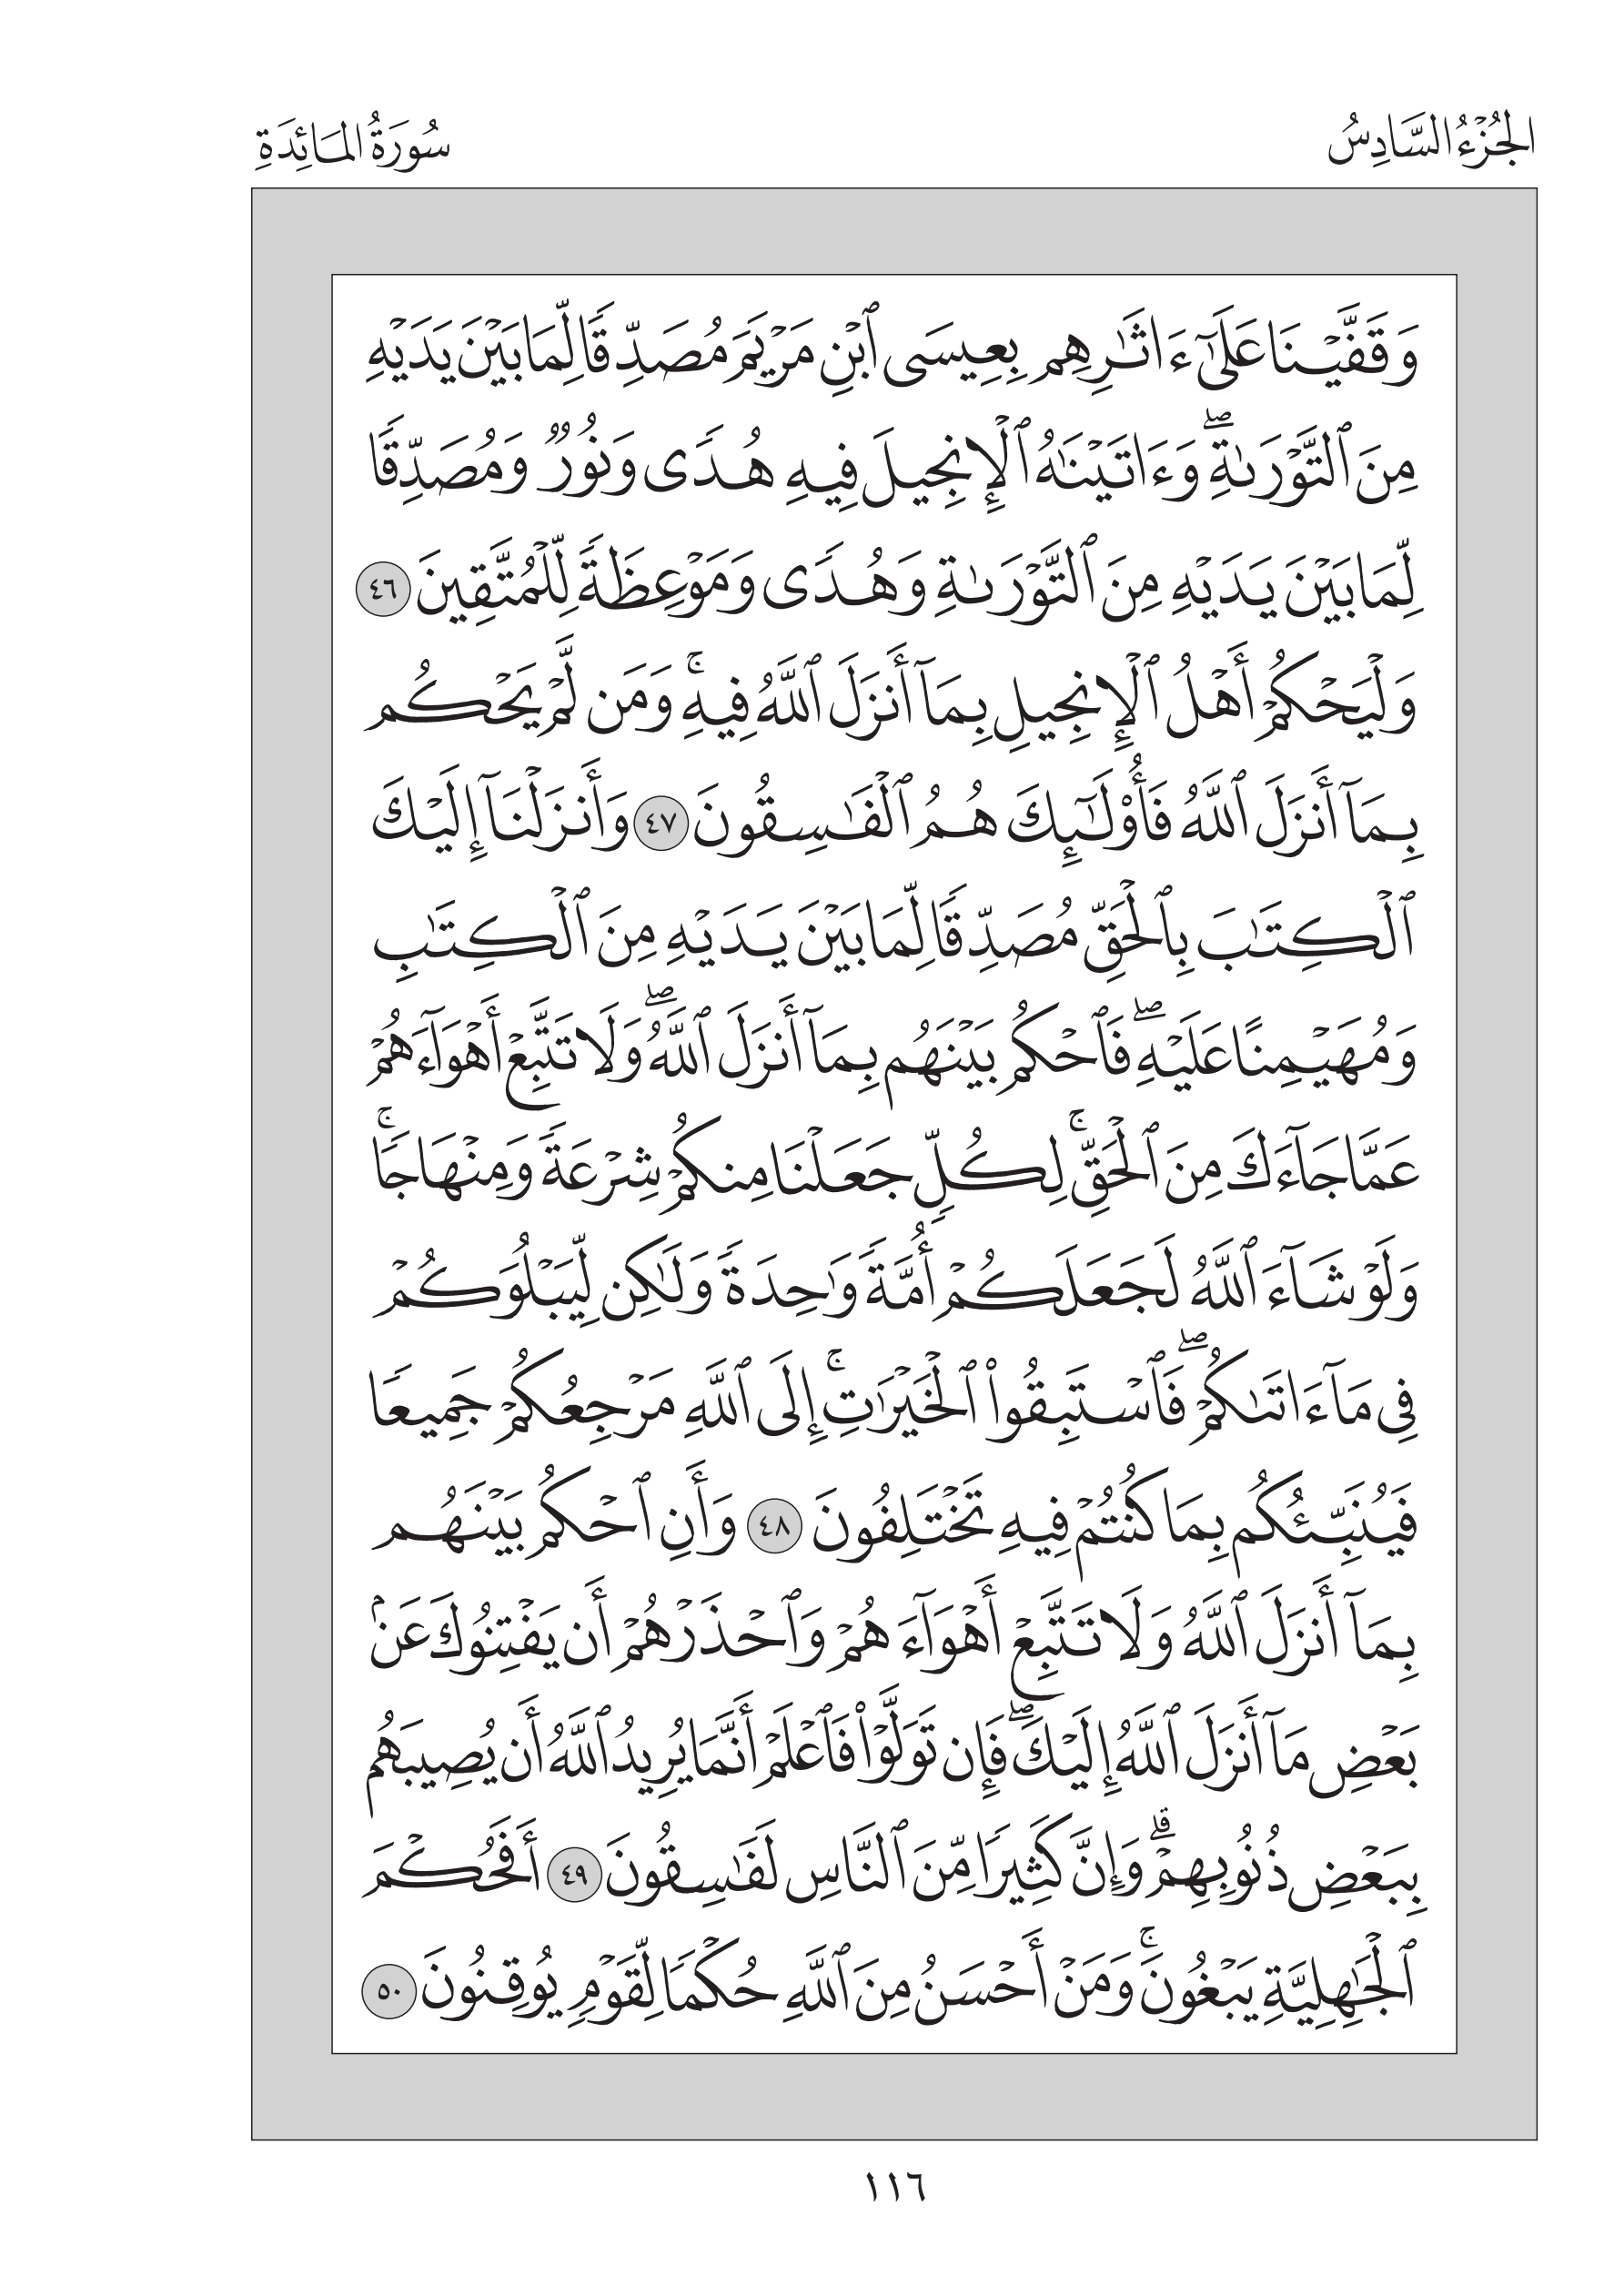 الجُزْءُ السَّادِسُ
سُورَةُ المَائِدَةِ
وَقَفَّيۡنَا عَلَىٰٓ ءَاثَٰرِهِم بِعِيسَى ٱبۡنِ مَرۡيَمَ مُصَدِّقٗا لِّمَا بَيۡنَ يَدَيۡهِ
مِنَ ٱلتَّوۡرَىٰةِۖ وَءَاتَيۡنَٰهُ ٱلۡإِنجِيلَ فِيهِ هُدٗى وَنُورٞ وَمُصَدِّقٗا
لِّمَا بَيۡنَ يَدَيۡهِ مِنَ ٱلتَّوۡرَىٰةِ وَهُدٗى وَمَوۡعِظَةٗ لِّلۡمُتَّقِينَ ٤٦
وَلۡيَحۡكُمۡ أَهۡلُ ٱلۡإِنجِيلِ بِمَآ أَنزَلَ ٱللَّهُ فِيهِۚ وَمَن لَّمۡ يَحۡكُم
بِمَآ أَنزَلَ ٱللَّهُ فَأُوْلَٰٓئِكَ هُمُ ٱلۡفَٰسِقُونَ ٤٧ وَأَنزَلۡنَآ إِلَيۡكَ
ٱلۡكِتَٰبَ بِٱلۡحَقِّ مُصَدِّقٗا لِّمَا بَيۡنَ يَدَيۡهِ مِنَ ٱلۡكِتَٰبِ
وَمُهَيۡمِنًا عَلَيۡهِۖ فَٱحۡكُم بَيۡنَهُم بِمَآ أَنزَلَ ٱللَّهُۖ وَلَا تَتَّبِعۡ أَهۡوَآءَهُمۡ
عَمَّا جَآءَكَ مِنَ ٱلۡحَقِّۚ لِكُلّٖ جَعَلۡنَا مِنكُمۡ شِرۡعَةٗ وَمِنۡهَاجٗاۚ
وَلَوۡ شَآءَ ٱللَّهُ لَجَعَلَكُمۡ أُمَّةٗ وَٰحِدَةٗ وَلَٰكِن لِّيَبۡلُوَكُمۡ
فِي مَآ ءَاتَىٰكُمۡۖ فَٱسۡتَبِقُواْ ٱلۡخَيۡرَٰتِۚ إِلَى ٱللَّهِ مَرۡجِعُكُمۡ جَمِيعٗا
فَيُنَبِّئُكُم بِمَا كُنتُمۡ فِيهِ تَخۡتَلِفُونَ ٤٨ وَأَنِ ٱحۡكُم بَيۡنَهُم
بِمَآ أَنزَلَ ٱللَّهُ وَلَا تَتَّبِعۡ أَهۡوَآءَهُمۡ وَٱحۡذَرۡهُمۡ أَن يَفۡتِنُوكَ عَنۢ
بَعۡضِ مَآ أَنزَلَ ٱللَّهُ إِلَيۡكَۖ فَإِن تَوَلَّوۡاْ فَٱعۡلَمۡ أَنَّمَا يُرِيدُ ٱللَّهُ أَن يُصِيبَهُم
بِبَعۡضِ ذُنُوبِهِمۡۗ وَإِنَّ كَثِيرٗا مِّنَ ٱلنَّاسِ لَفَٰسِقُونَ ٤٩ أَفَحُكۡمَ
ٱلۡجَٰهِلِيَّةِ يَبۡغُونَۚ وَمَنۡ أَحۡسَنُ مِنَ ٱللَّهِ حُكۡمٗا لِّقَوۡمٖ يُوقِنُونَ ٥٠
١١٦